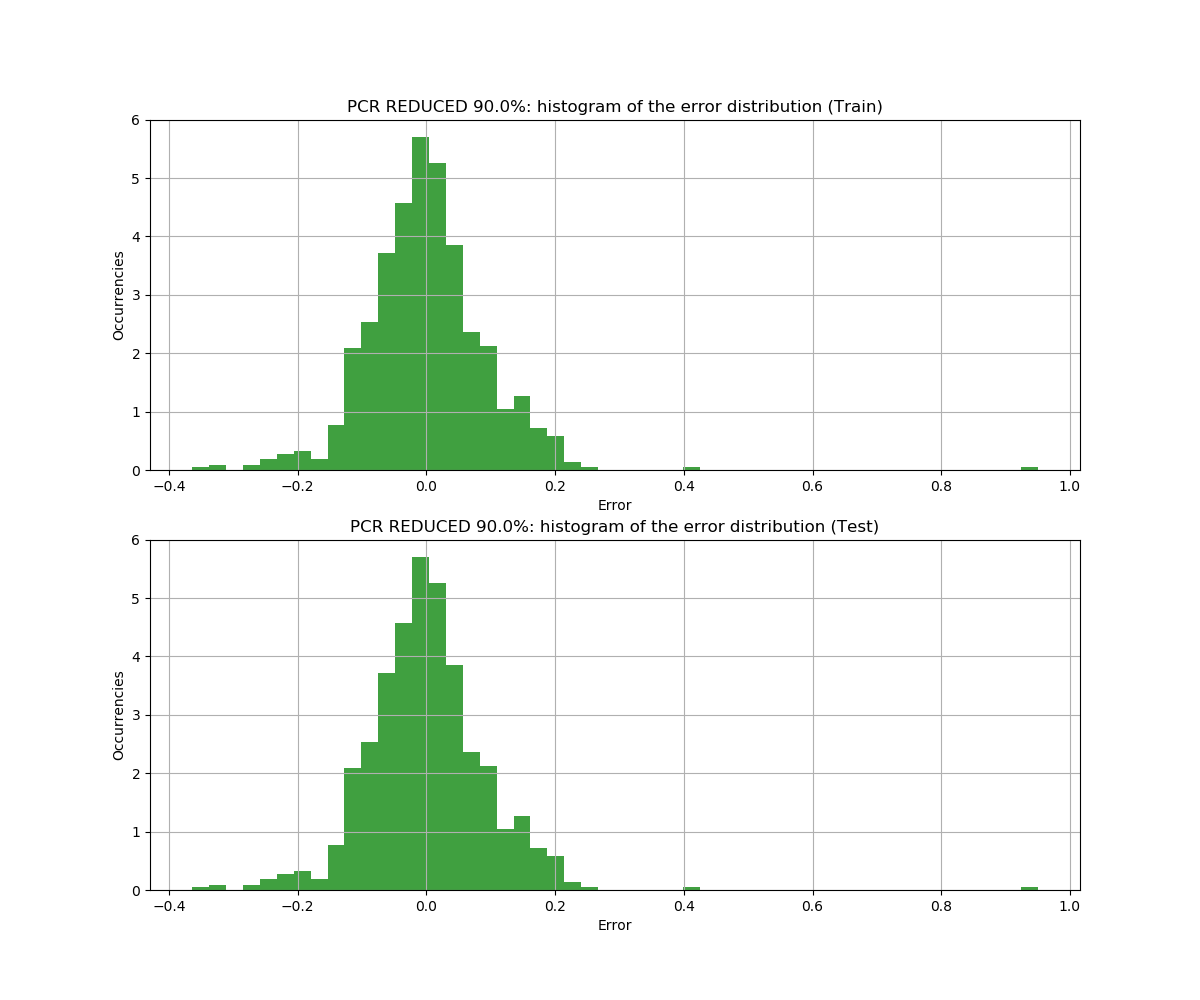 PCR REDUCED 90.0%: histogram of the error distribution (Train)
6
5
4
3
2
1
0
Occurrencies
−0.4 −0.2 0.0 0.2 0.4 0.6 0.8 1.0
Error
PCR REDUCED 90.0%: histogram of the error distribution (Test)
6
5
4
3
2
1
0
Occurrencies
−0.4 −0.2 0.0 0.2 0.4 0.6 0.8 1.0
Error